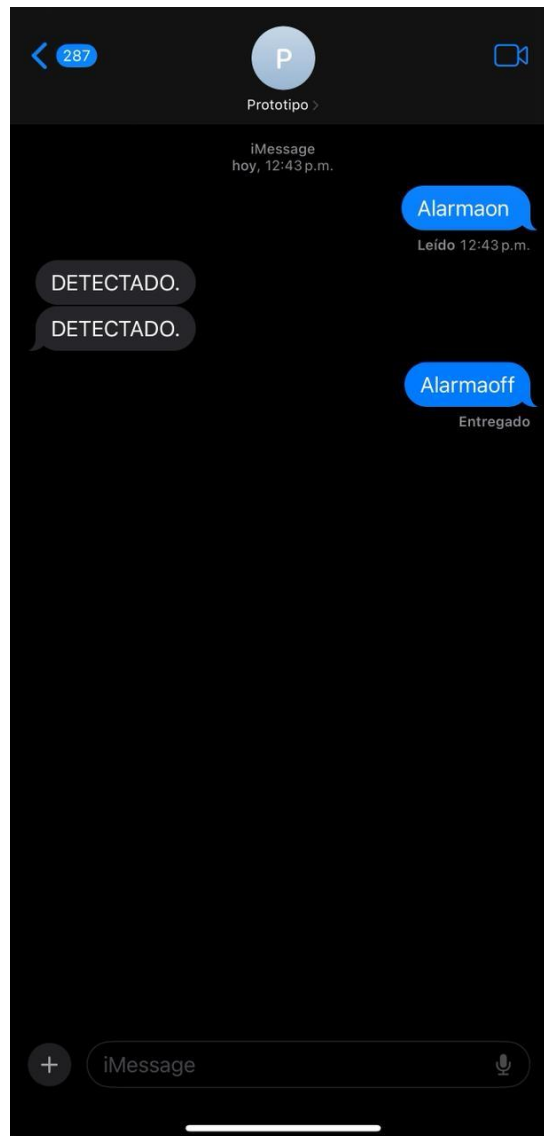 287
P
Prototipo
iMessage
hoy, 12:43 p.m.
Alarmaon
Leído 12:43 p.m.
DETECTADO.
DETECTADO.
Alarmaoff
Entregado
iMessage